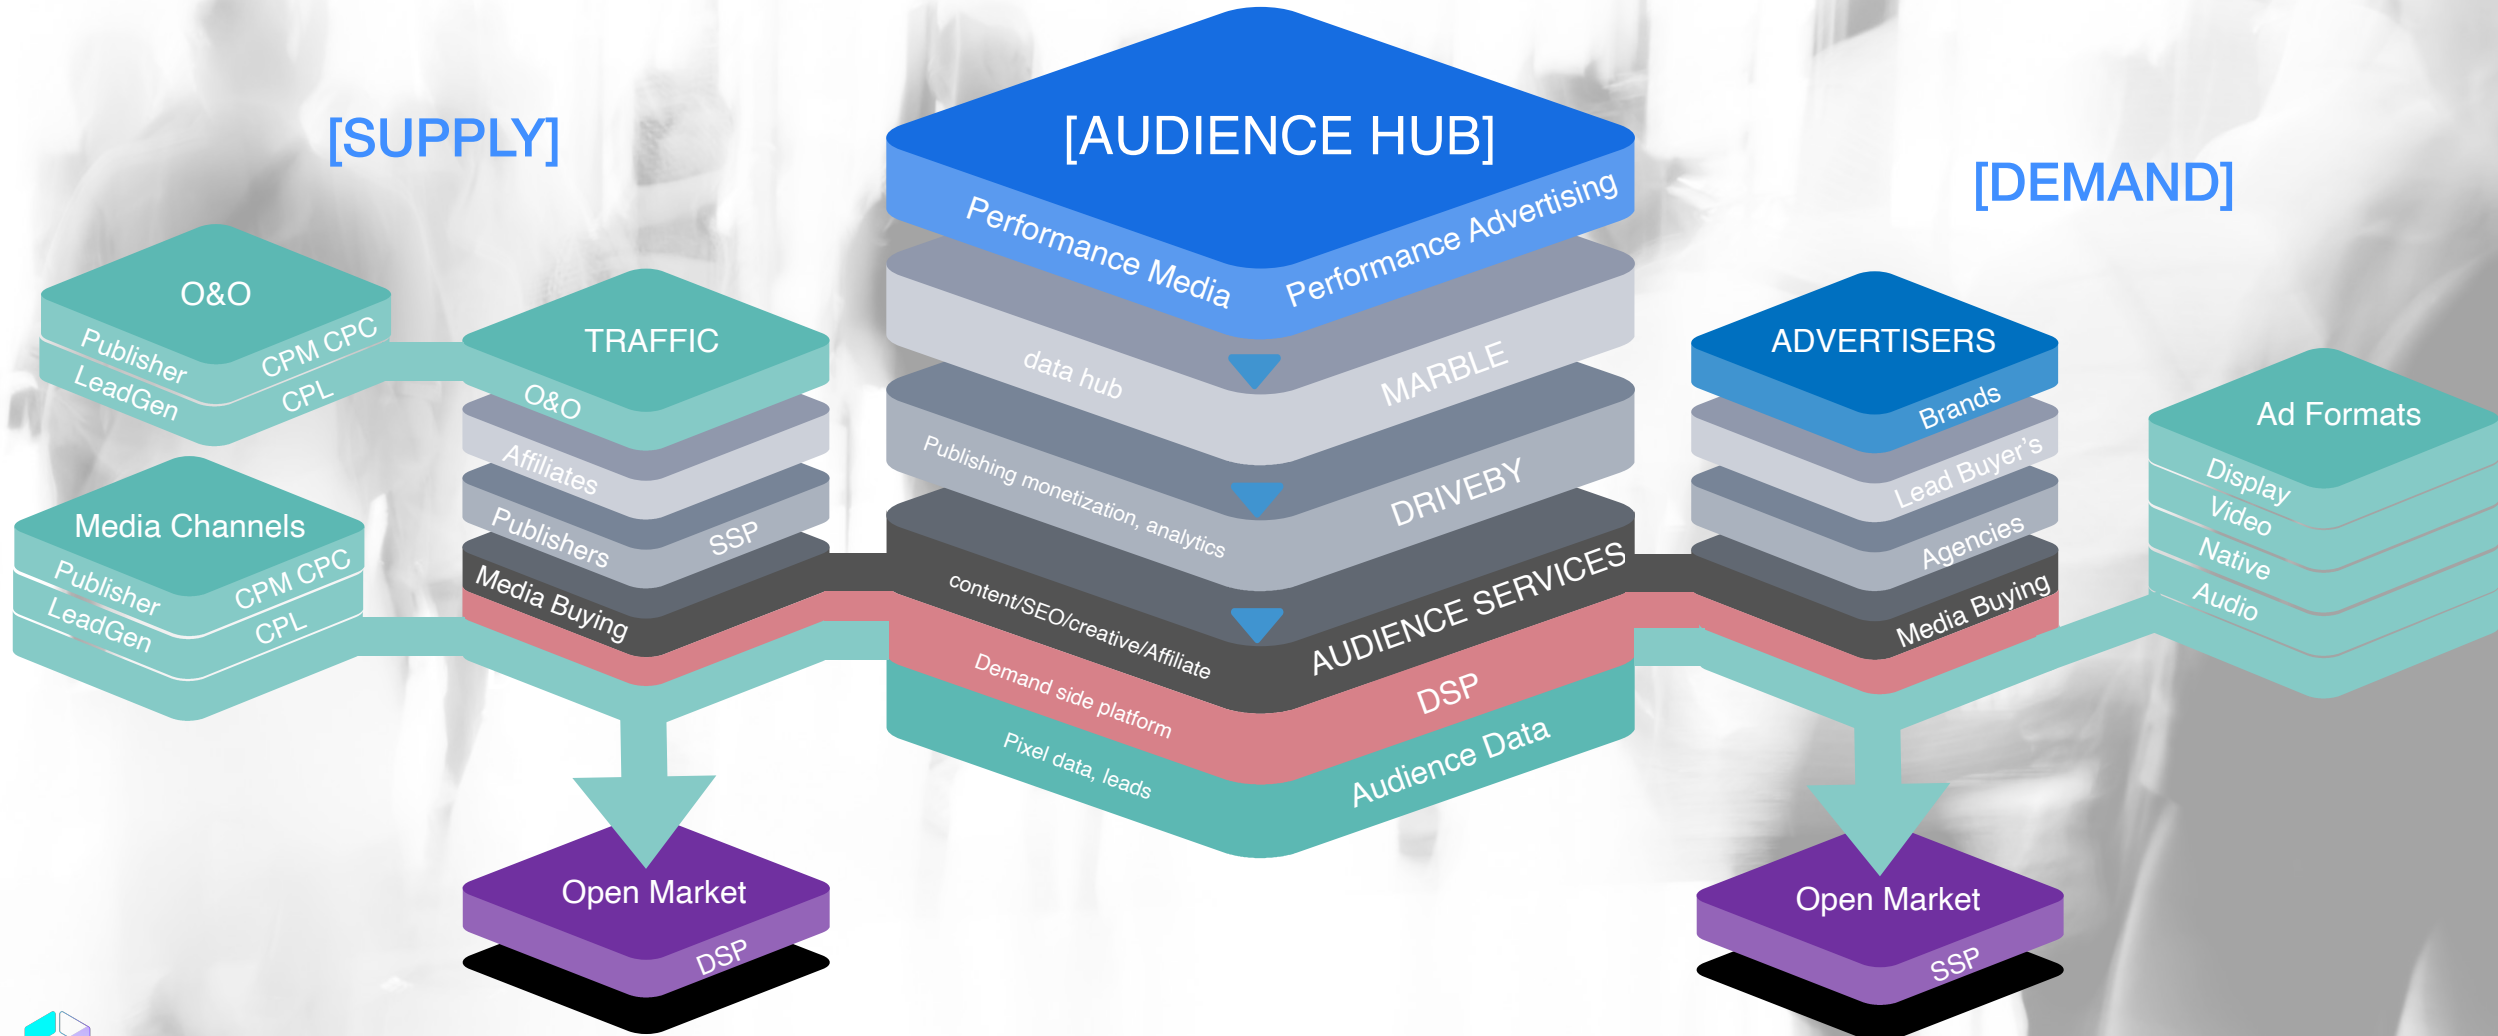 [SUPPLY]
[AUDIENCE HUB]
[DEMAND]
Performance Media
Performance Advertising
O&O
Publisher
CPM CPC
LeadGen
CPL
TRAFFIC
O&O
Affiliates
Publishers
SSP
Media Buying
Media Channels
Publisher
CPM CPC
LeadGen
CPL
data hub
MARBLE
Publishing monetization, analytics
DRIVEBY
content/SEO/creative/Affiliate
AUDIENCE SERVICES
Demand side platform
DSP
Pixel data, leads
Audience Data
ADVERTISERS
Brands
Lead Buyer's
Agencies
Media Buying
Ad Formats
Display
Video
Native
Audio
Open Market
DSP
Open Market
SSP